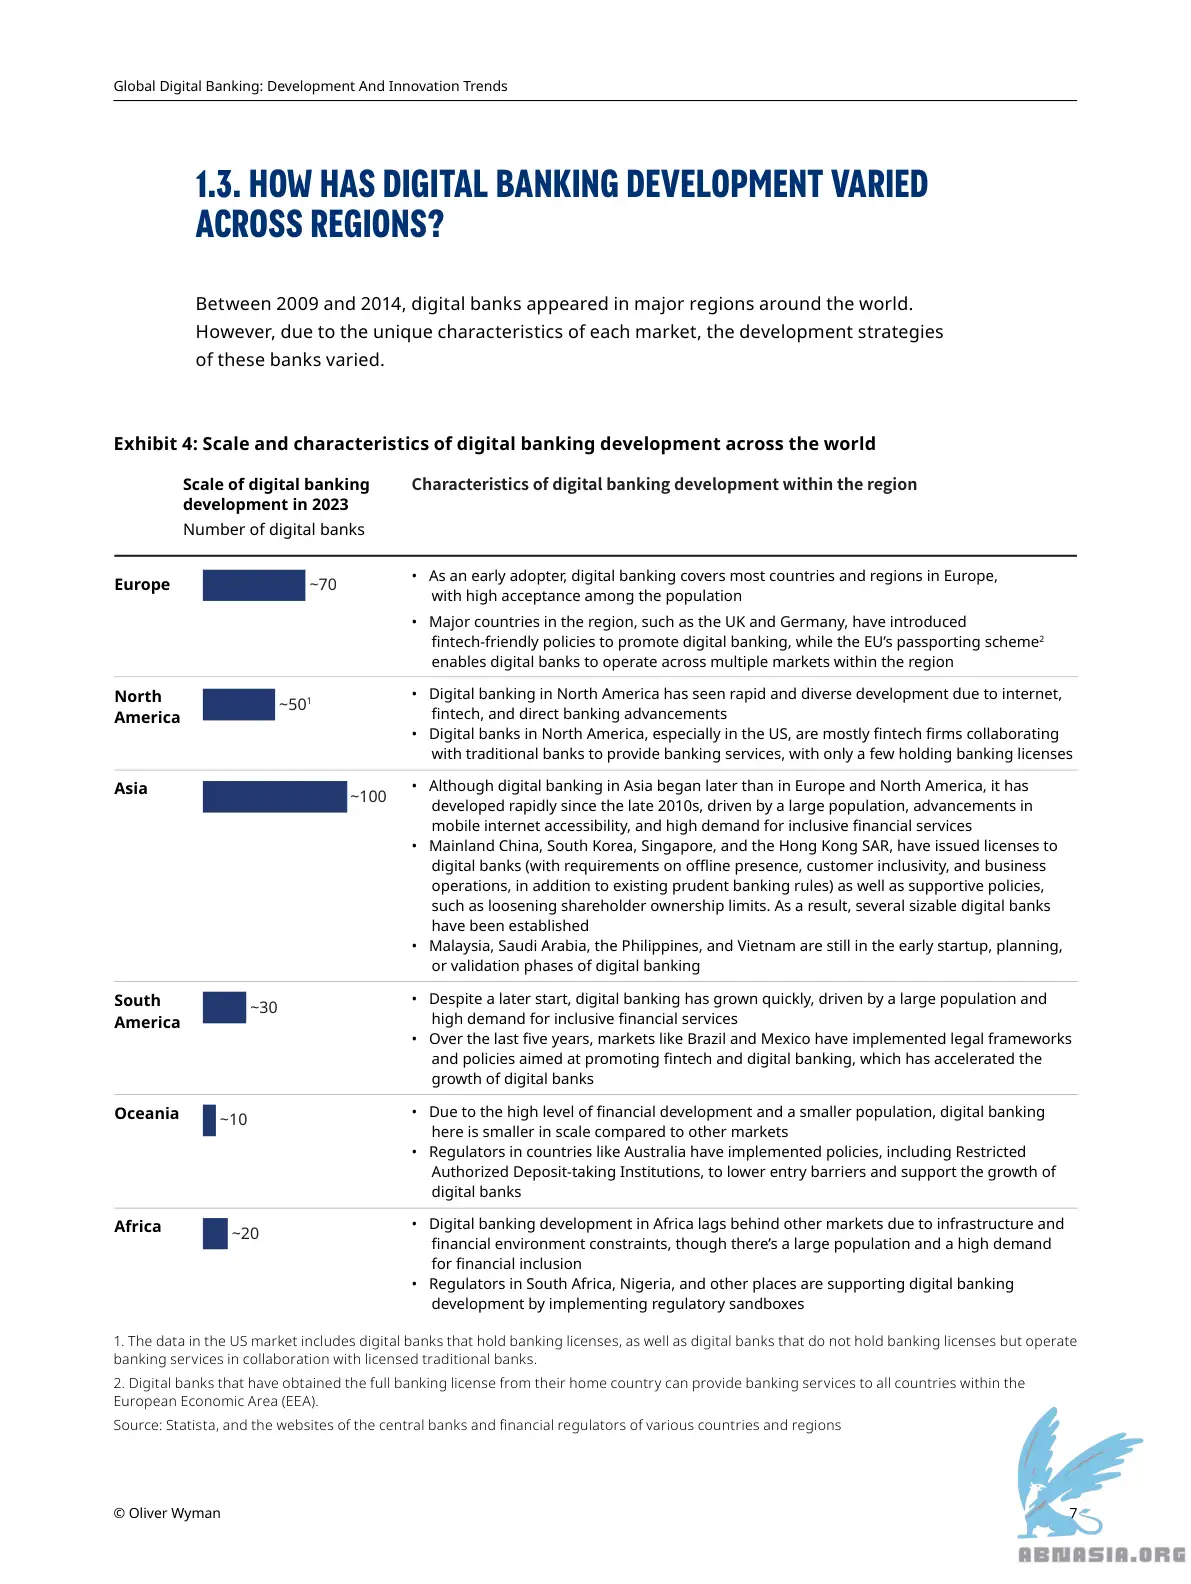 Global Digital Banking: Development And Innovation Trends
1.3. HOW HAS DIGITAL BANKING DEVELOPMENT VARIED
ACROSS REGIONS?
Between 2009 and 2014, digital banks appeared in major regions around the world.
However, due to the unique characteristics of each market, the development strategies
of these banks varied.
Exhibit 4: Scale and characteristics of digital banking development across the world
Scale of digital banking
development in 2023
Number of digital banks
Characteristics of digital banking development within the region
Europe
~70
• As an early adopter, digital banking covers most countries and regions in Europe,
with high acceptance among the population
• Major countries in the region, such as the UK and Germany, have introduced
fintech-friendly policies to promote digital banking, while the EU’s passporting scheme²
enables digital banks to operate across multiple markets within the region
North
America
~50¹
• Digital banking in North America has seen rapid and diverse development due to internet,
fintech, and direct banking advancements
• Digital banks in North America, especially in the US, are mostly fintech firms collaborating
with traditional banks to provide banking services, with only a few holding banking licenses
Asia
~100
• Although digital banking in Asia began later than in Europe and North America, it has
developed rapidly since the late 2010s, driven by a large population, advancements in
mobile internet accessibility, and high demand for inclusive financial services
• Mainland China, South Korea, Singapore, and the Hong Kong SAR, have issued licenses to
digital banks (with requirements on offline presence, customer inclusivity, and business
operations, in addition to existing prudent banking rules) as well as supportive policies,
such as loosening shareholder ownership limits. As a result, several sizable digital banks
have been established
• Malaysia, Saudi Arabia, the Philippines, and Vietnam are still in the early startup, planning,
or validation phases of digital banking
South
America
~30
• Despite a later start, digital banking has grown quickly, driven by a large population and
high demand for inclusive financial services
• Over the last five years, markets like Brazil and Mexico have implemented legal frameworks
and policies aimed at promoting fintech and digital banking, which has accelerated the
growth of digital banks
Oceania
~10
• Due to the high level of financial development and a smaller population, digital banking
here is smaller in scale compared to other markets
• Regulators in countries like Australia have implemented policies, including Restricted
Authorized Deposit-taking Institutions, to lower entry barriers and support the growth of
digital banks
Africa
~20
• Digital banking development in Africa lags behind other markets due to infrastructure and
financial environment constraints, though there’s a large population and a high demand
for financial inclusion
• Regulators in South Africa, Nigeria, and other places are supporting digital banking
development by implementing regulatory sandboxes
1. The data in the US market includes digital banks that hold banking licenses, as well as digital banks that do not hold banking licenses but operate
banking services in collaboration with licensed traditional banks.
2. Digital banks that have obtained the full banking license from their home country can provide banking services to all countries within the
European Economic Area (EEA).
Source: Statista, and the websites of the central banks and financial regulators of various countries and regions
© Oliver Wyman
7
ABNASIA.ORG